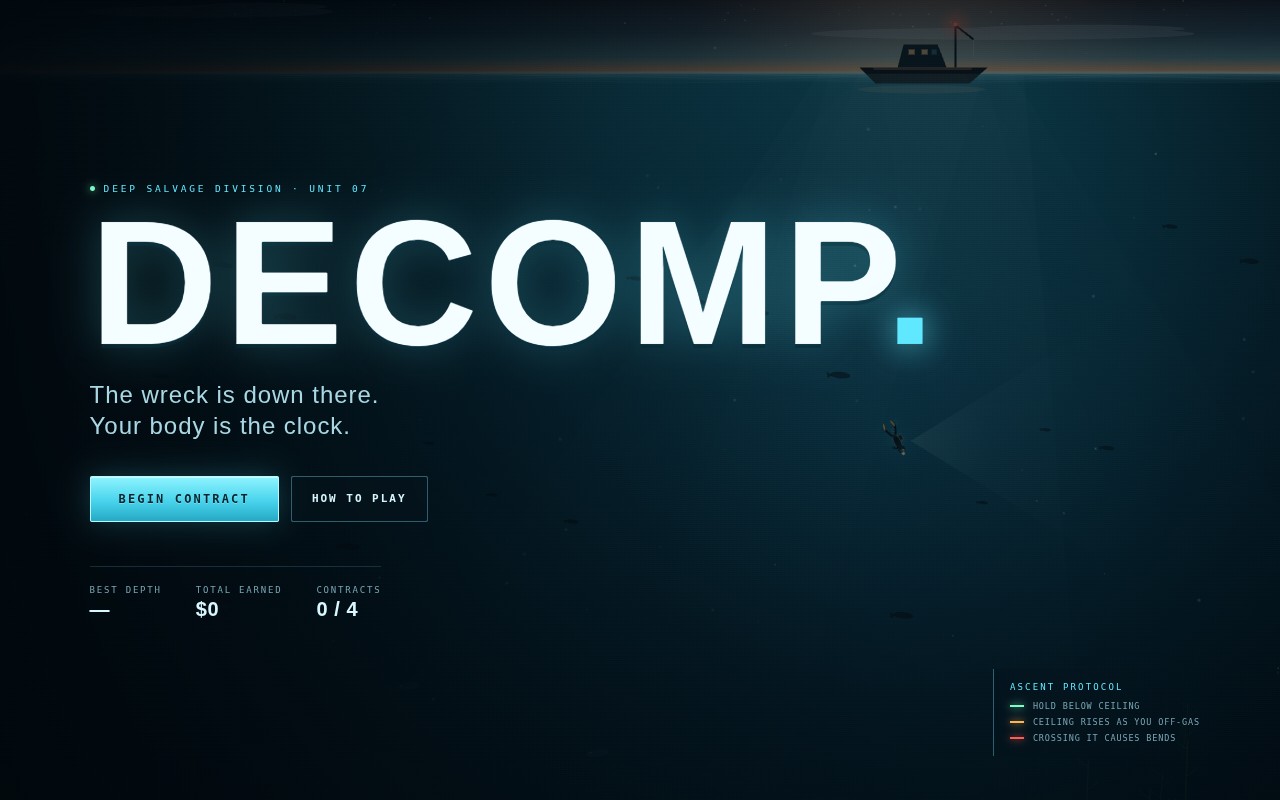 DEEP SALVAGE DIVISION · UNIT 07
DECOMP.
The wreck is down there.
Your body is the clock.
BEGIN CONTRACT
HOW TO PLAY
BEST DEPTH
—
TOTAL EARNED
$0
CONTRACTS
0 / 4
ASCENT PROTOCOL
HOLD BELOW CEILING
CEILING RISES AS YOU OFF-GAS
CROSSING IT CAUSES BENDS